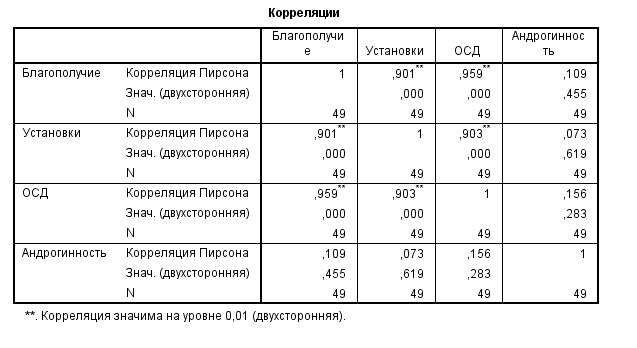 Корреляции
Благополучи
е Установки ОСД Андрогиннос
ть
Благополучие Корреляция Пирсона 1 ,901** ,959** ,109
Знач. (двухсторонняя) ,000 ,000 ,455
N 49 49 49 49
Установки Корреляция Пирсона ,901** 1 ,903** ,073
Знач. (двухсторонняя) ,000 ,000 ,619
N 49 49 49 49
ОСД Корреляция Пирсона ,959** ,903** 1 ,156
Знач. (двухсторонняя) ,000 ,000 ,283
N 49 49 49 49
Андрогинность Корреляция Пирсона ,109 ,073 ,156 1
Знач. (двухсторонняя) ,455 ,619 ,283
N 49 49 49 49
**. Корреляция значима на уровне 0,01 (двухсторонняя).